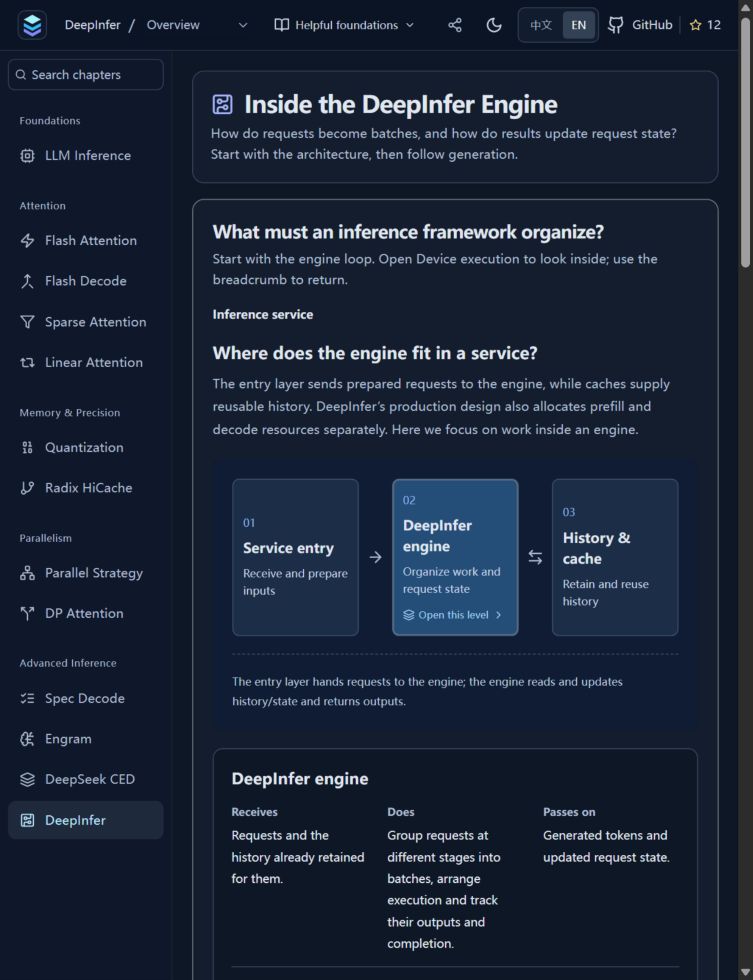 DeepInfer / Overview
Helpful foundations
中文
EN
GitHub
12
Search chapters
Foundations
LLM Inference
Attention
Flash Attention
Flash Decode
Sparse Attention
Linear Attention
Memory & Precision
Quantization
Radix HiCache
Parallelism
Parallel Strategy
DP Attention
Advanced Inference
Spec Decode
Engram
DeepSeek CED
DeepInfer
Inside the DeepInfer Engine
How do requests become batches, and how do results update request state?
Start with the architecture, then follow generation.
What must an inference framework organize?
Start with the engine loop. Open Device execution to look inside; use the
breadcrumb to return.
Inference service
Where does the engine fit in a service?
The entry layer sends prepared requests to the engine, while caches supply
reusable history. DeepInfer’s production design also allocates prefill and
decode resources separately. Here we focus on work inside an engine.
01
Service entry
Receive and prepare
inputs
02
DeepInfer
engine
Organize work and
request state
Open this level
03
History &
cache
Retain and reuse
history
The entry layer hands requests to the engine; the engine reads and updates
history/state and returns outputs.
DeepInfer engine
Receives
Requests and the
history already retained
for them.
Does
Group requests at
different stages into
batches, arrange
execution and track
their outputs and
completion.
Passes on
Generated tokens and
updated request state.